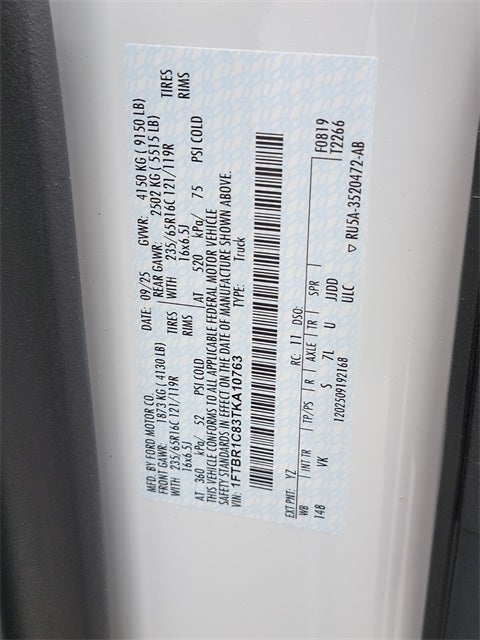 MFD. BY FORD MOTOR CO. DATE: 09/25 GVWR: 4150 KG ( 9150 LB)
FRONT GAWR: 1873 KG ( 4130 LB) REAR GAWR: 2502 KG ( 5515 LB)
WITH 235/65R16C 121/119R TIRES WITH 235/65R16C 121/119R TIRES
16x6.5J RIMS 16x6.5J RIMS
AT 360 kPa/ 52 PSI COLD AT 520 kPa/ 75 PSI COLD
THIS VEHICLE CONFORMS TO ALL APPLICABLE FEDERAL MOTOR VEHICLE
SAFETY STANDARDS IN EFFECT ON THE DATE OF MANUFACTURE SHOWN ABOVE.
VIN: 1FTBR1C83TKA10763 TYPE: Truck
F0819
T2266
EXT PNT: YZ RC: 11 DSO:
WB INT TR TP/PS R AXLE TR SPR
148 VK S 7L U JJDD
ULC
1202509192168
▽ RU5A-3520472-AB